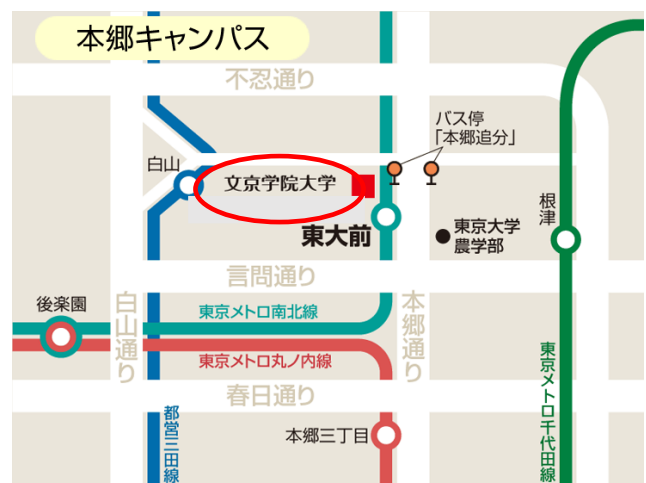 本郷キャンパス
不忍通り
バス停
「本郷追分」
白山
文京学院大学
根津
東京大学
農学部
東大前
言問通り
後楽園
白山通り
東京メトロ南北線
本郷通り
東京メトロ丸ノ内線
東京メトロ千代田線
春日通り
都営三田線
本郷三丁目